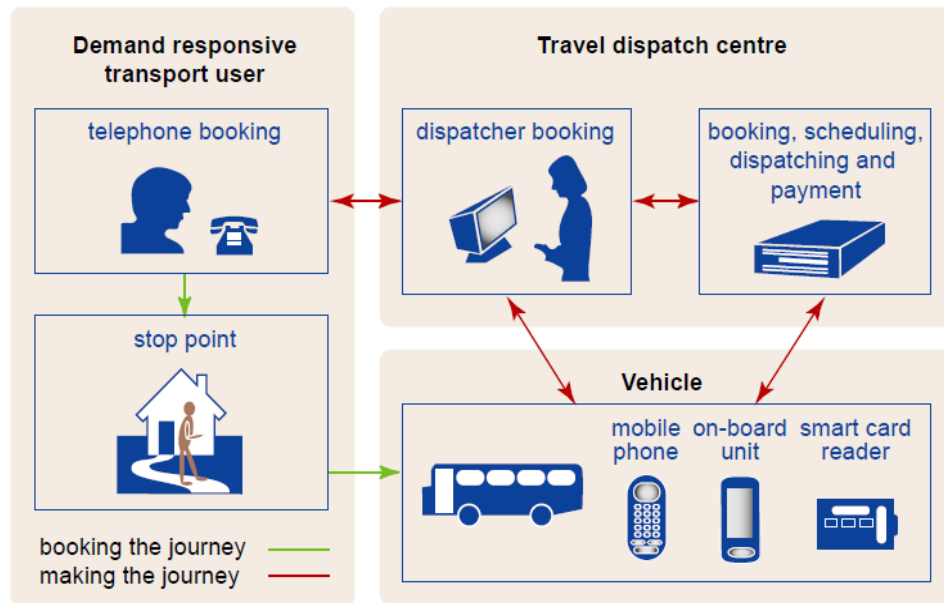 Demand responsive
transport user
telephone booking
stop point
booking the journey
making the journey
Travel dispatch centre
dispatcher booking
booking, scheduling,
dispatching and
payment
Vehicle
mobile
phone
on-board
unit
smart card
reader